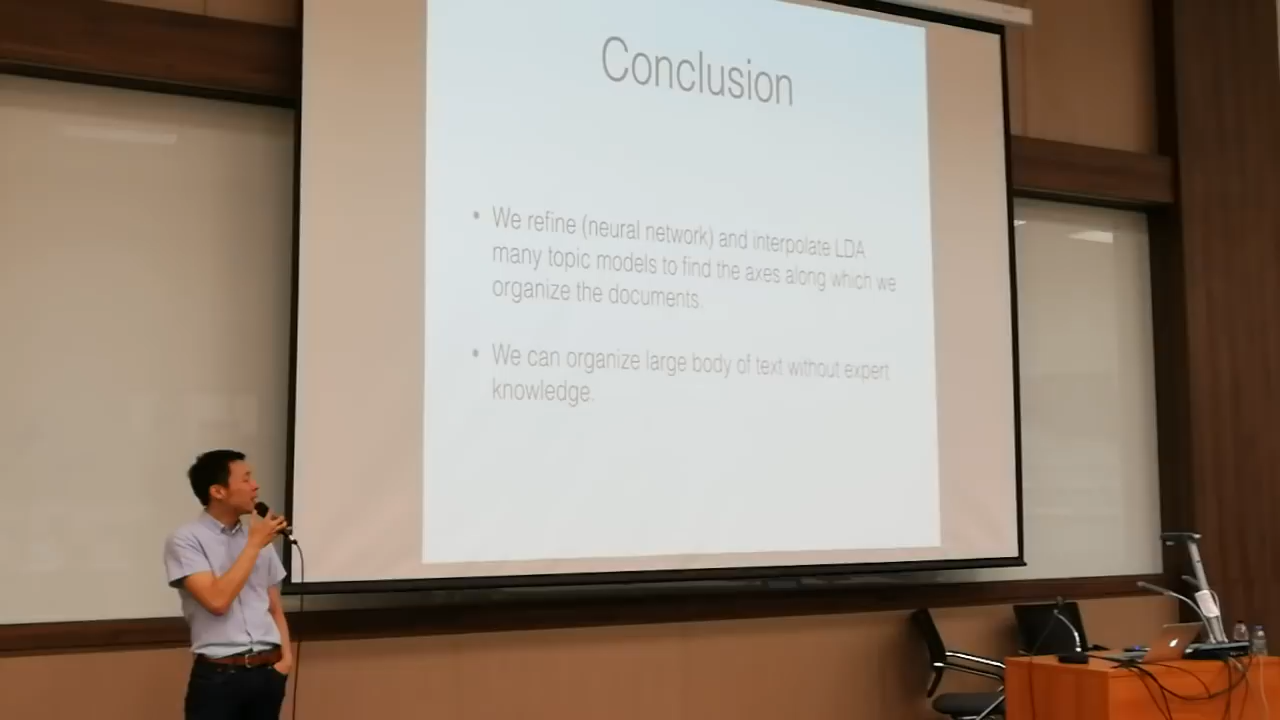 Conclusion
• We refine (neural network) and interpolate LDA
many topic models to find the axes along which we
organize the documents.
• We can organize large body of text without expert
knowledge.